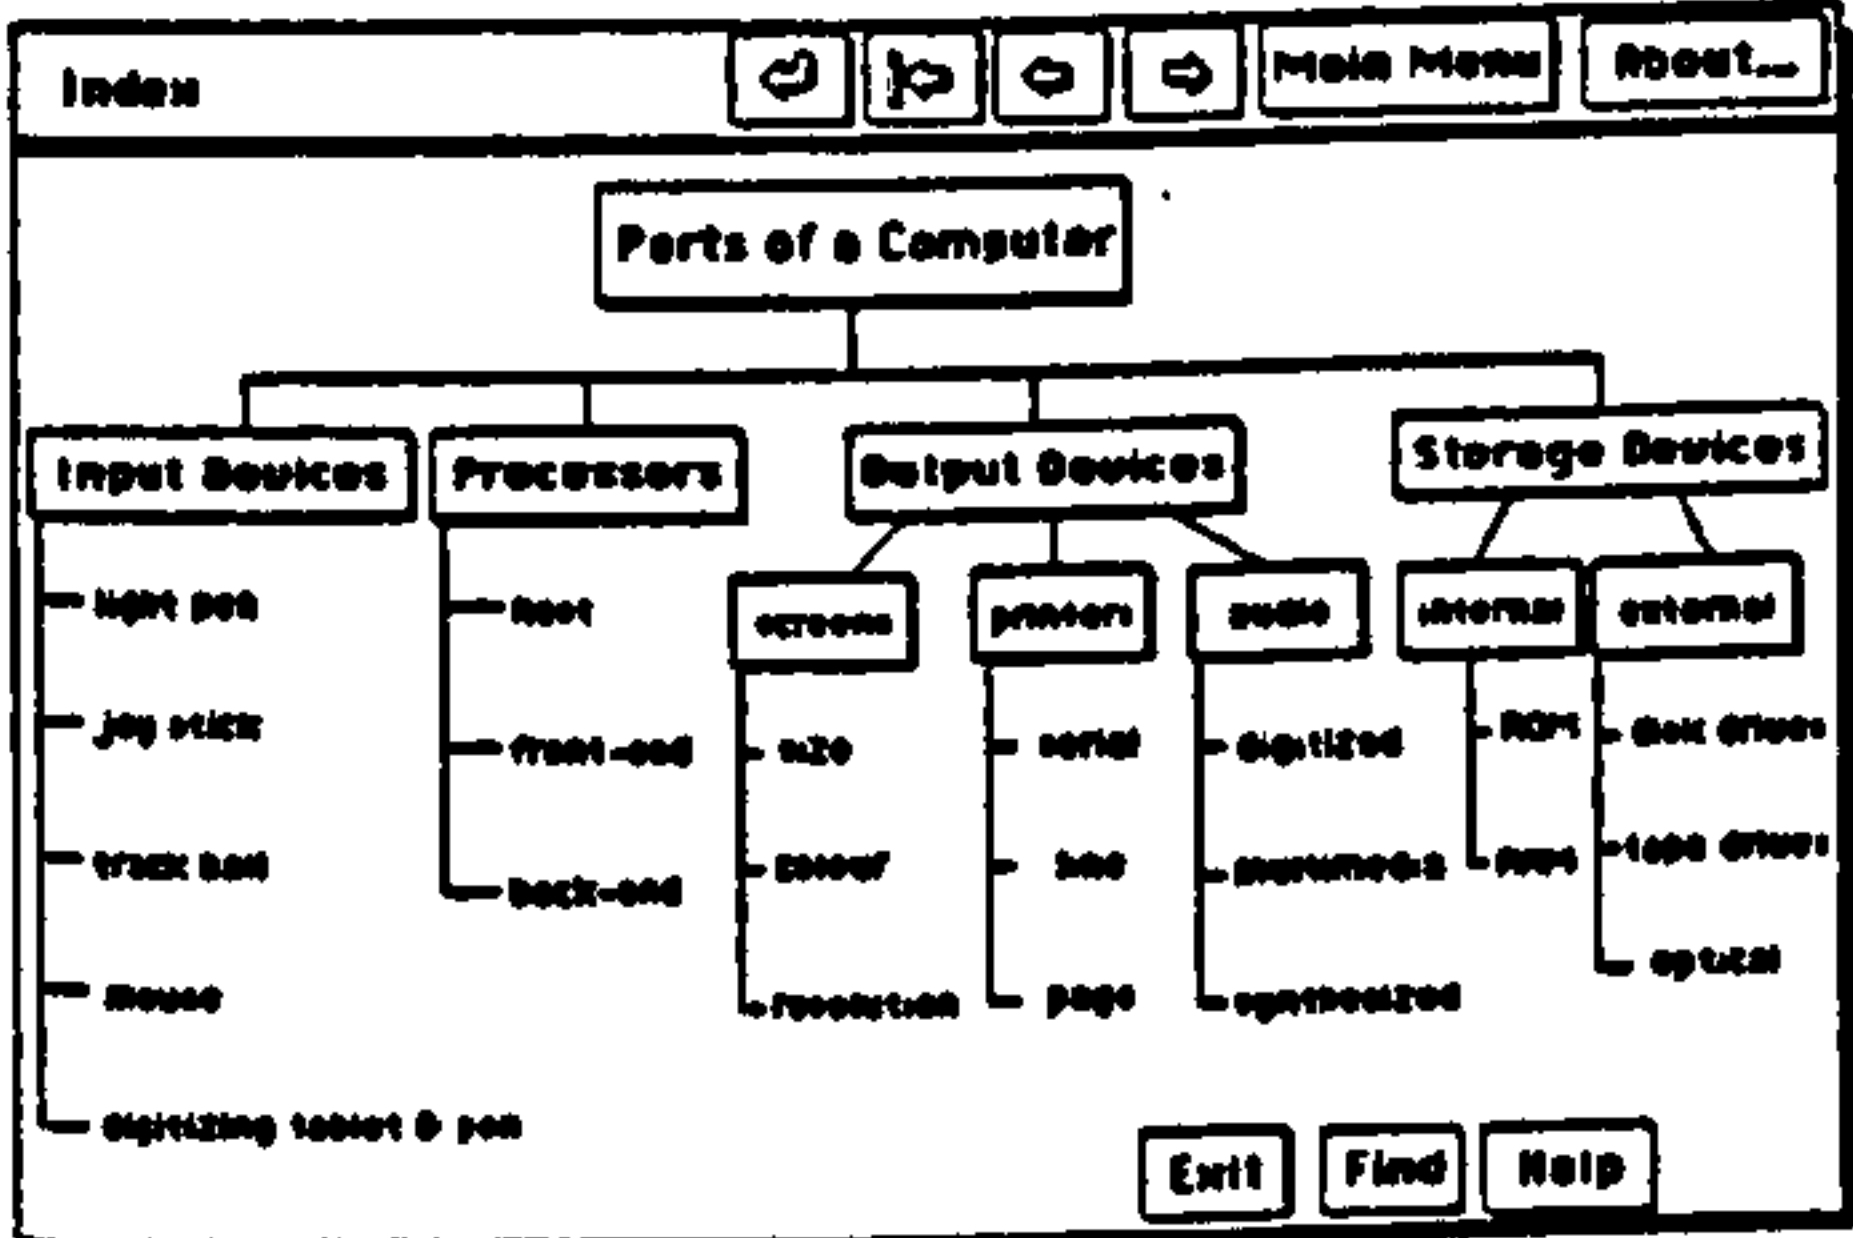 Index
Main Menu
About...
Parts of a Computer
Input Devices
Processors
Output Devices
Storage Devices
screens
printers
audio
internal
external
light pen
host
joy stick
front-end
size
serial
digitized
ROM
disk drives
track ball
back-end
colour
line
tape drives
mouse
resolution
page
synthesized
optical
digitizing tablet & pen
Exit
Find
Help